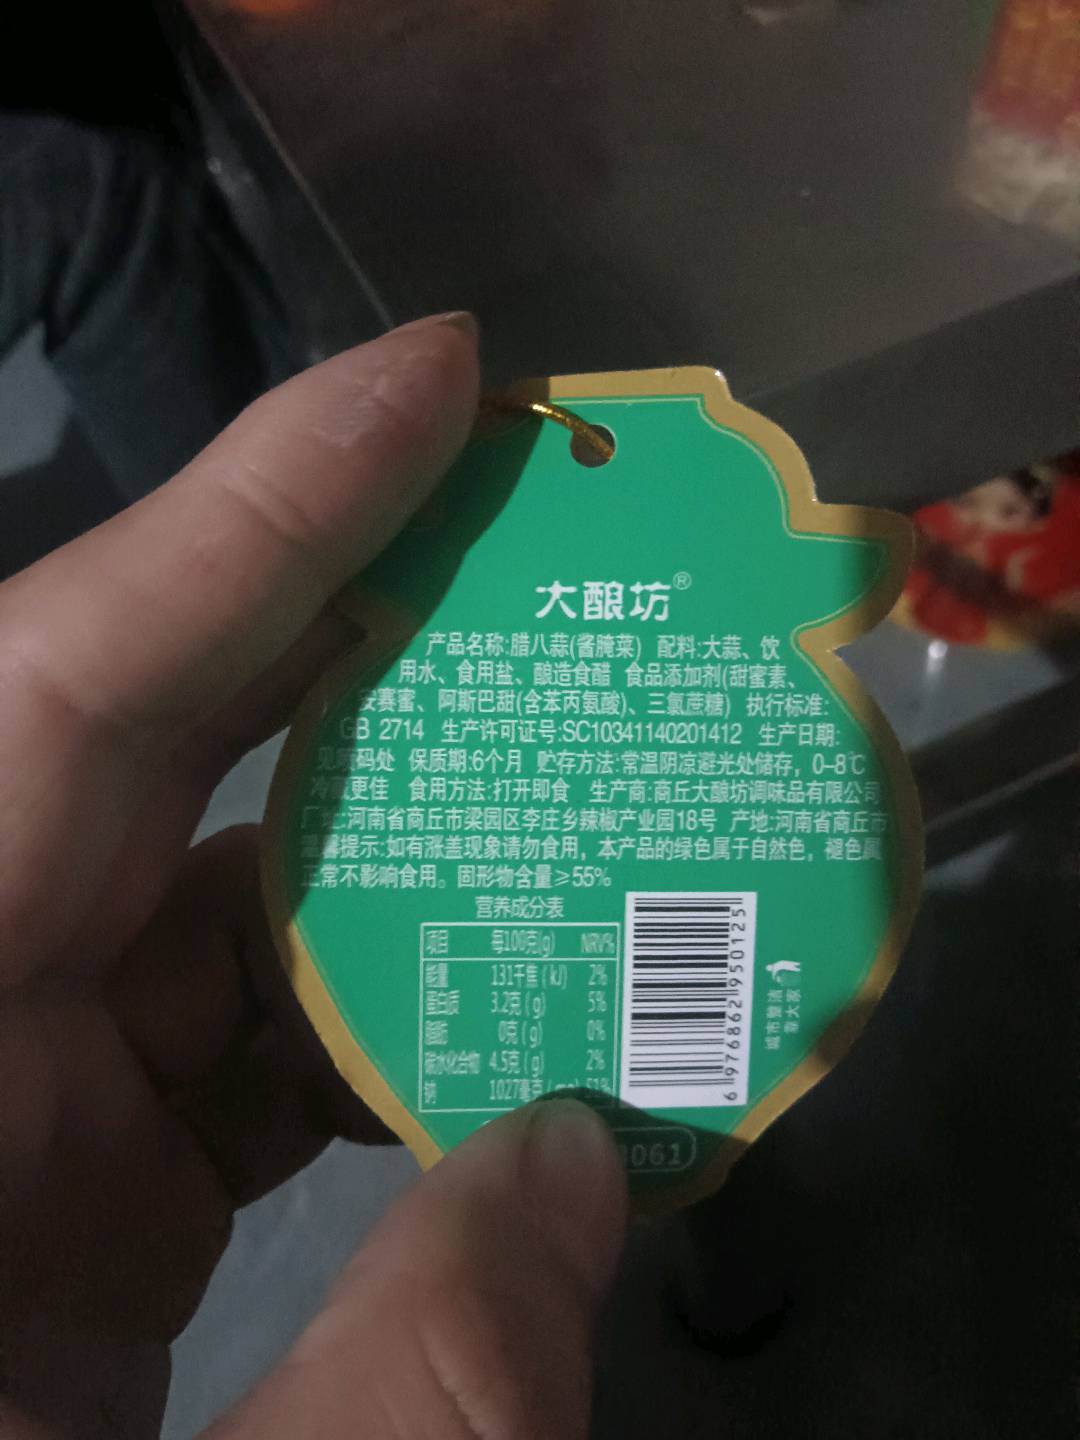 大酿坊®
产品名称:腊八蒜(酱腌菜) 配料:大蒜、饮
用水、食用盐、酿造食醋 食品添加剂(甜蜜素、
安赛蜜、阿斯巴甜(含苯丙氨酸)、三氯蔗糖) 执行标准:
GB 2714 生产许可证号:SC10341140201412 生产日期:
见喷码处 保质期:6个月 贮存方法:常温阴凉避光处储存，0-8℃
冷藏更佳 食用方法:打开即食 生产商:商丘大酿坊调味品有限公司
厂址:河南省商丘市梁园区李庄乡辣椒产业园18号 产地:河南省商丘市
温馨提示:如有涨盖现象请勿食用，本产品的绿色属于自然色，褪色属
正常不影响食用。固形物含量≥55%
营养成分表
项目 每100克(g) NRV%
能量 131千焦(kJ) 2%
蛋白质 3.2克(g) 5%
脂肪 0克(g) 0%
碳水化合物 4.5克(g) 2%
钠 1027毫克(mg) 51%
6976862950125
城市整洁
靠大家
061